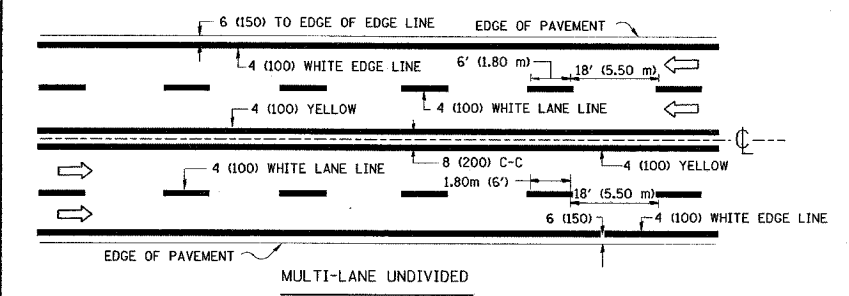 6 (150) TO EDGE OF EDGE LINE
EDGE OF PAVEMENT
4 (100) WHITE EDGE LINE
6' (1.80 m)
18' (5.50 m)
4 (100) YELLOW
4 (100) WHITE LANE LINE
℄
4 (100) WHITE LANE LINE
8 (200) C-C
4 (100) YELLOW
1.80m (6')
18' (5.50 m)
6 (150)
4 (100) WHITE EDGE LINE
EDGE OF PAVEMENT
MULTI-LANE UNDIVIDED